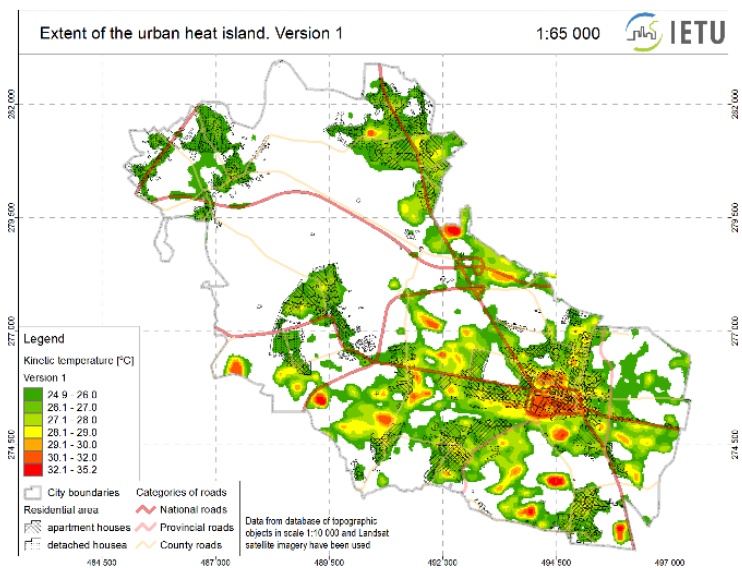 Extent of the urban heat island. Version 1
1:65 000
IETU
282 000
282 000
279 500
279 500
277 000
277 000
274 500
274 500
Legend
Kinetic temperature [°C]
Version 1
24.9 - 26.0
26.1 - 27.0
27.1 - 28.0
28.1 - 29.0
29.1 - 30.0
30.1 - 32.0
32.1 - 35.2
City boundaries
Residential area
apartment houses
detached housea
Categories of roads
National roads
Provincial roads
County roads
Data from database of topographic
objects in scale 1:10 000 and Landsat
satellite imagery have been used
484 500
487 000
489 500
492 000
494 500
497 000